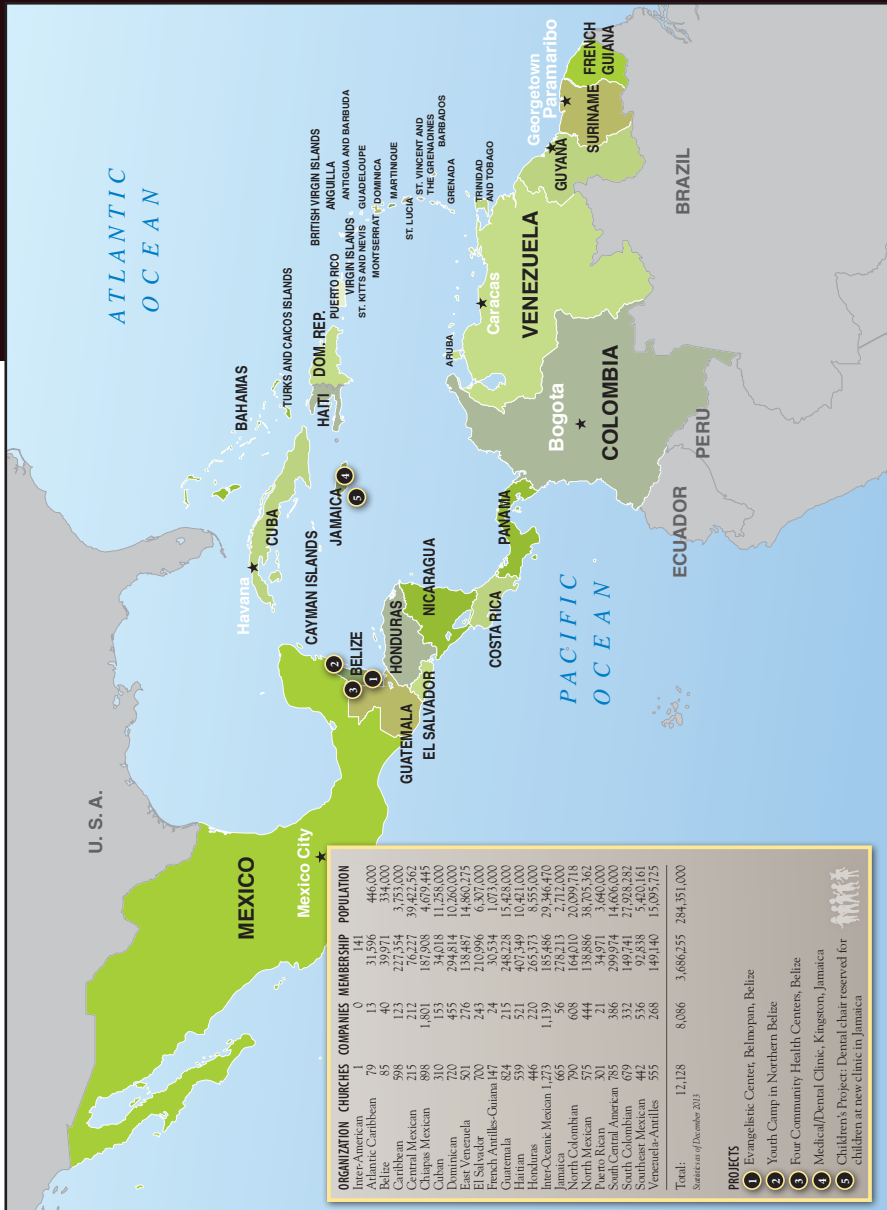 ATLANTIC
OCEAN
U. S. A.
BAHAMAS
TURKS AND CAICOS ISLANDS
Havana
CUBA
CAYMAN ISLANDS
JAMAICA
4
5
HAITI
DOM. REP.
PUERTO RICO
VIRGIN ISLANDS
BRITISH VIRGIN ISLANDS
ANGUILLA
ANTIGUA AND BARBUDA
ST. KITTS AND NEVIS
GUADELOUPE
MONTSERRAT
DOMINICA
MARTINIQUE
ST. LUCIA
ST. VINCENT AND
THE GRENADINES
BARBADOS
GRENADA
TRINIDAD
AND TOBAGO
MEXICO
Mexico City
2
3
BELIZE
1
GUATEMALA
EL SALVADOR
HONDURAS
NICARAGUA
COSTA RICA
PANAMA
ARUBA
Caracas
VENEZUELA
Georgetown
Paramaribo
GUYANA
SURINAME
FRENCH
GUIANA
Bogota
COLOMBIA
ECUADOR
PERU
BRAZIL
PACIFIC
OCEAN
ORGANIZATION CHURCHES COMPANIES MEMBERSHIP POPULATION
Inter-American 1 0 141
Atlantic Caribbean 79 13 31,596 446,000
Belize 85 40 39,971 334,000
Caribbean 598 123 227,354 3,753,000
Central Mexican 215 212 76,227 39,422,562
Chiapas Mexican 898 1,801 187,908 4,679,445
Cuban 310 153 34,018 11,258,000
Dominican 720 455 294,814 10,260,000
East Venezuela 501 276 138,487 14,860,275
El Salvador 700 243 210,996 6,307,000
French Antilles-Guiana 147 24 30,534 1,073,000
Guatemala 824 215 248,228 15,428,000
Haitian 539 521 407,349 10,421,000
Honduras 446 220 265,373 8,555,000
Inter-Oceanic Mexican 1,273 1,139 185,486 29,346,470
Jamaica 665 56 278,213 2,712,000
North Colombian 790 608 164,010 20,099,718
North Mexican 575 444 138,886 38,705,362
Puerto Rican 301 21 34,971 3,640,000
South Central American 785 386 299,974 14,606,000
South Colombian 679 332 149,741 27,928,282
Southeast Mexican 442 536 92,838 5,420,161
Venezuela-Antilles 555 268 149,140 15,095,725
Total: 12,128 8,086 3,686,255 284,351,000
Statistics as of December 2013
PROJECTS
1 Evangelistic Center, Belmopan, Belize
2 Youth Camp in Northern Belize
3 Four Community Health Centers, Belize
4 Medical/Dental Clinic, Kingston, Jamaica
5 Children's Project: Dental chair reserved for
children at new clinic in Jamaica